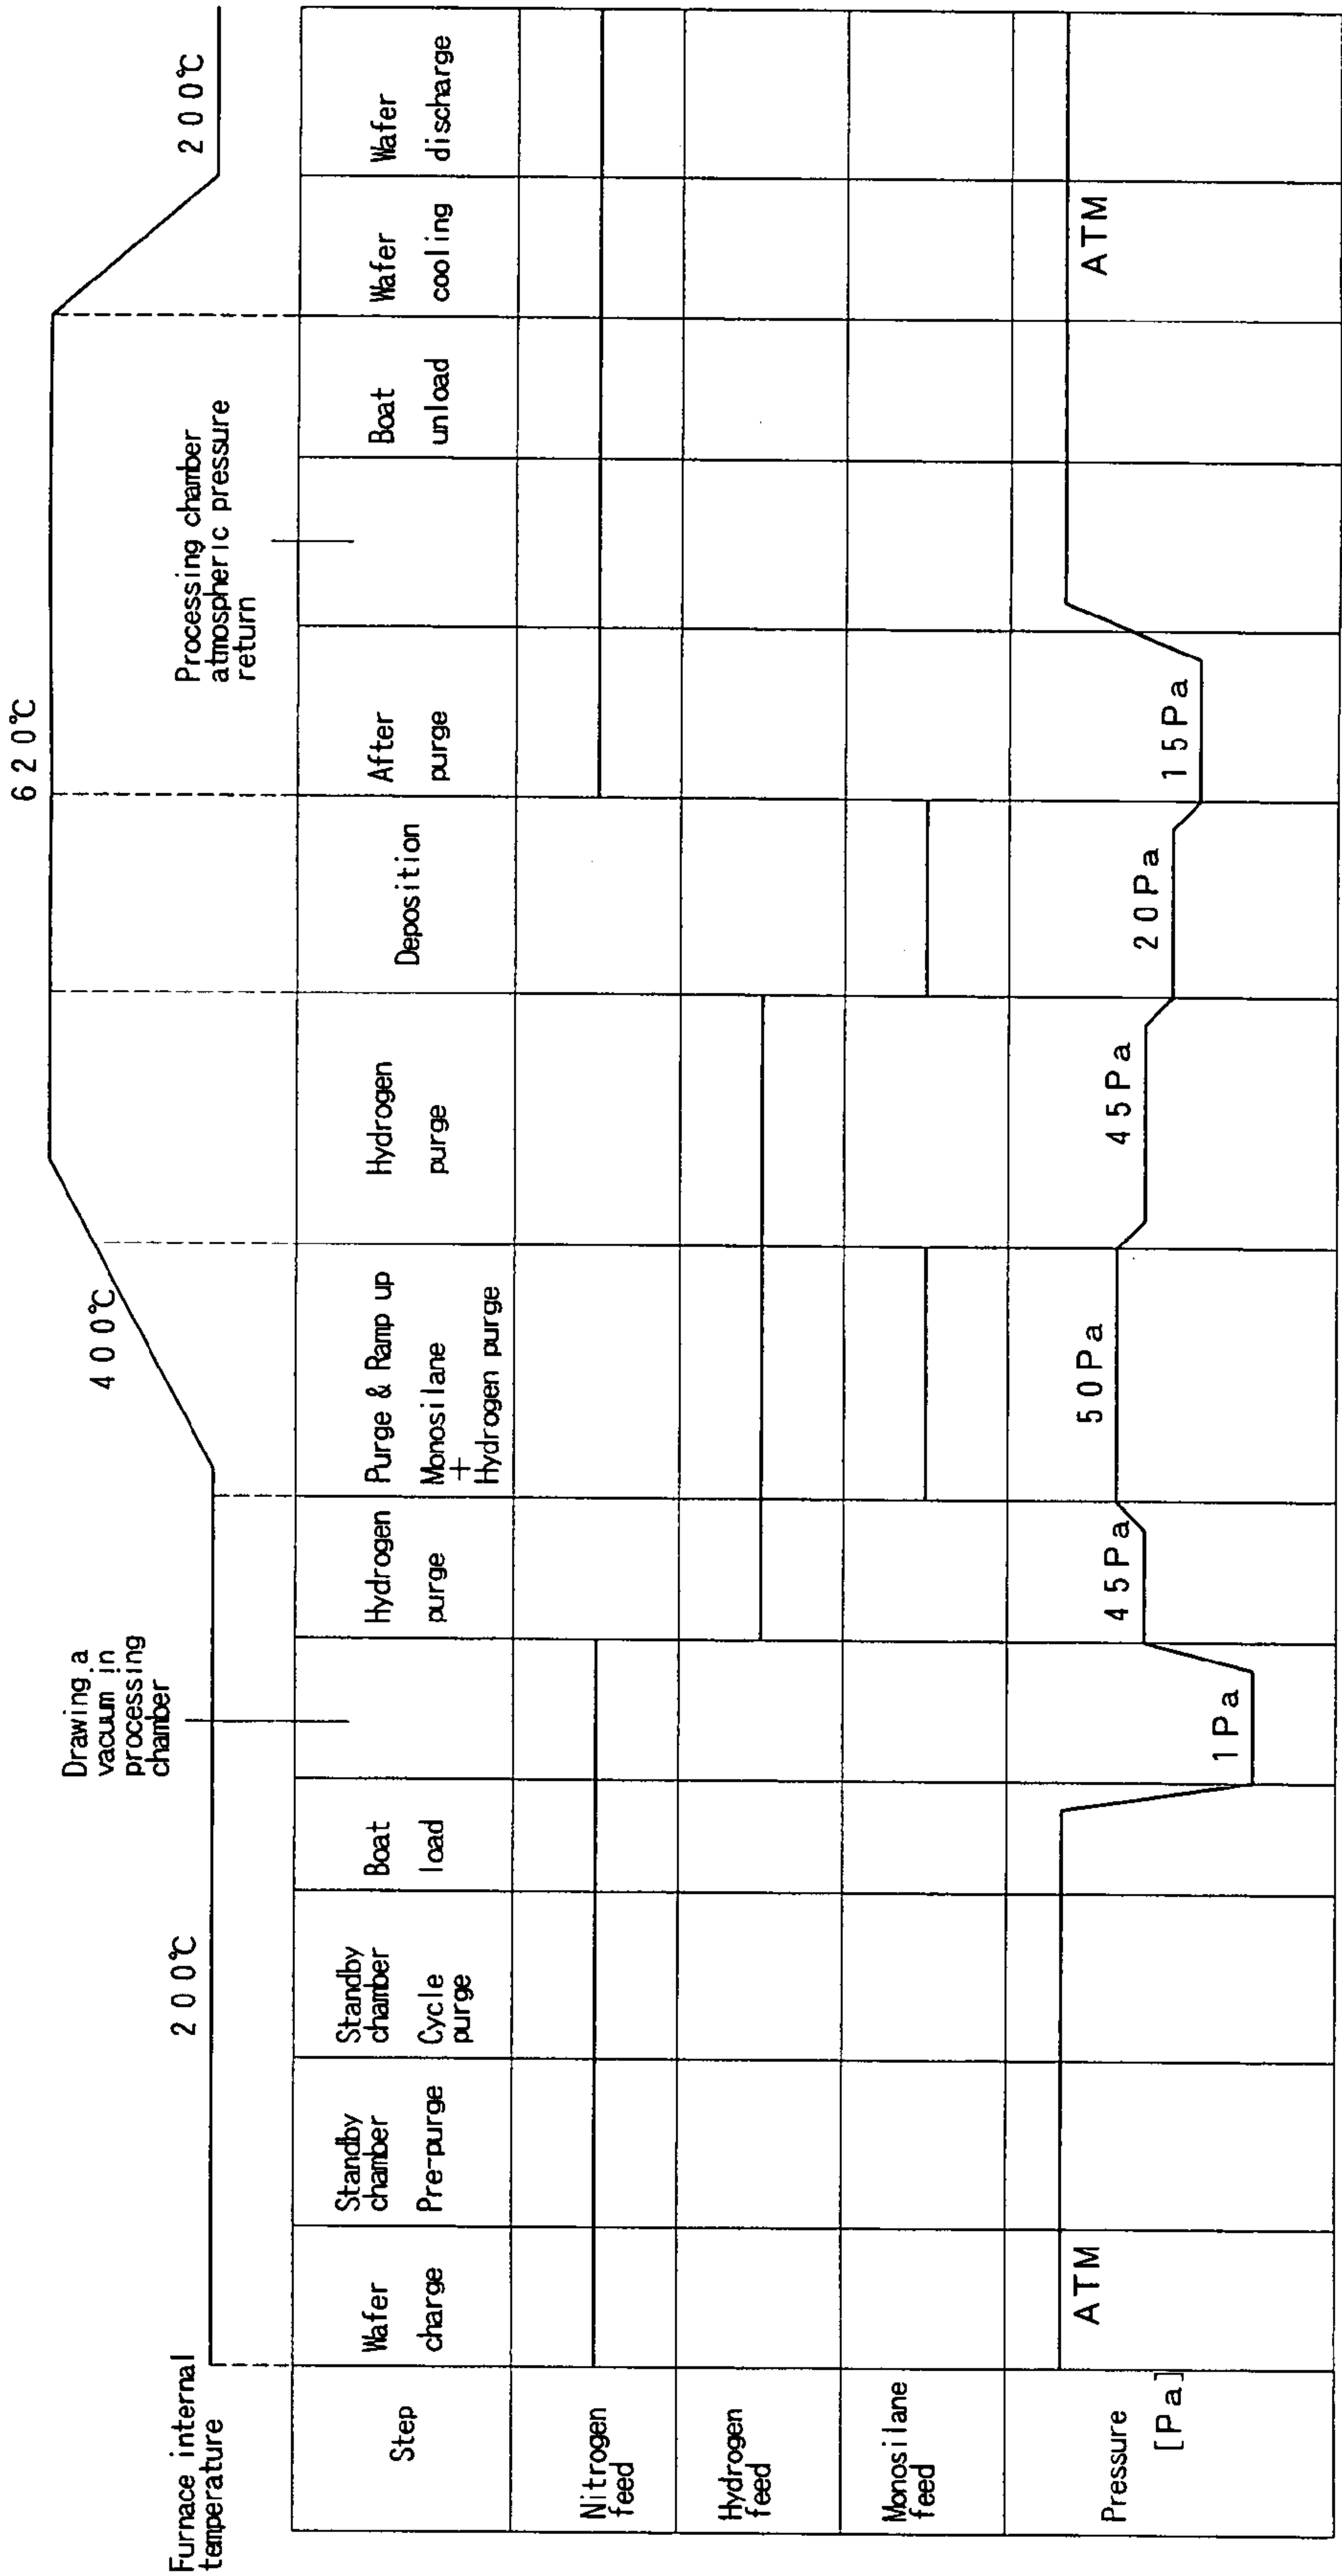 Furnace internal
temperature
200℃
Drawing a
vacuum in
processing
chamber
400℃
620℃
Processing chamber
atmospheric pressure
return
200℃
Step
Wafer
charge
Standby
chamber
Pre-purge
Standby
chamber
Cycle
purge
Boat
load
Hydrogen
purge
Purge & Ramp up
Monosilane
+
Hydrogen purge
Hydrogen
purge
Deposition
After
purge
Boat
unload
Wafer
cooling
Wafer
discharge
Nitrogen
feed
Hydrogen
feed
Monosilane
feed
Pressure
[Pa]
ATM
1Pa
45Pa
50Pa
45Pa
20Pa
15Pa
ATM